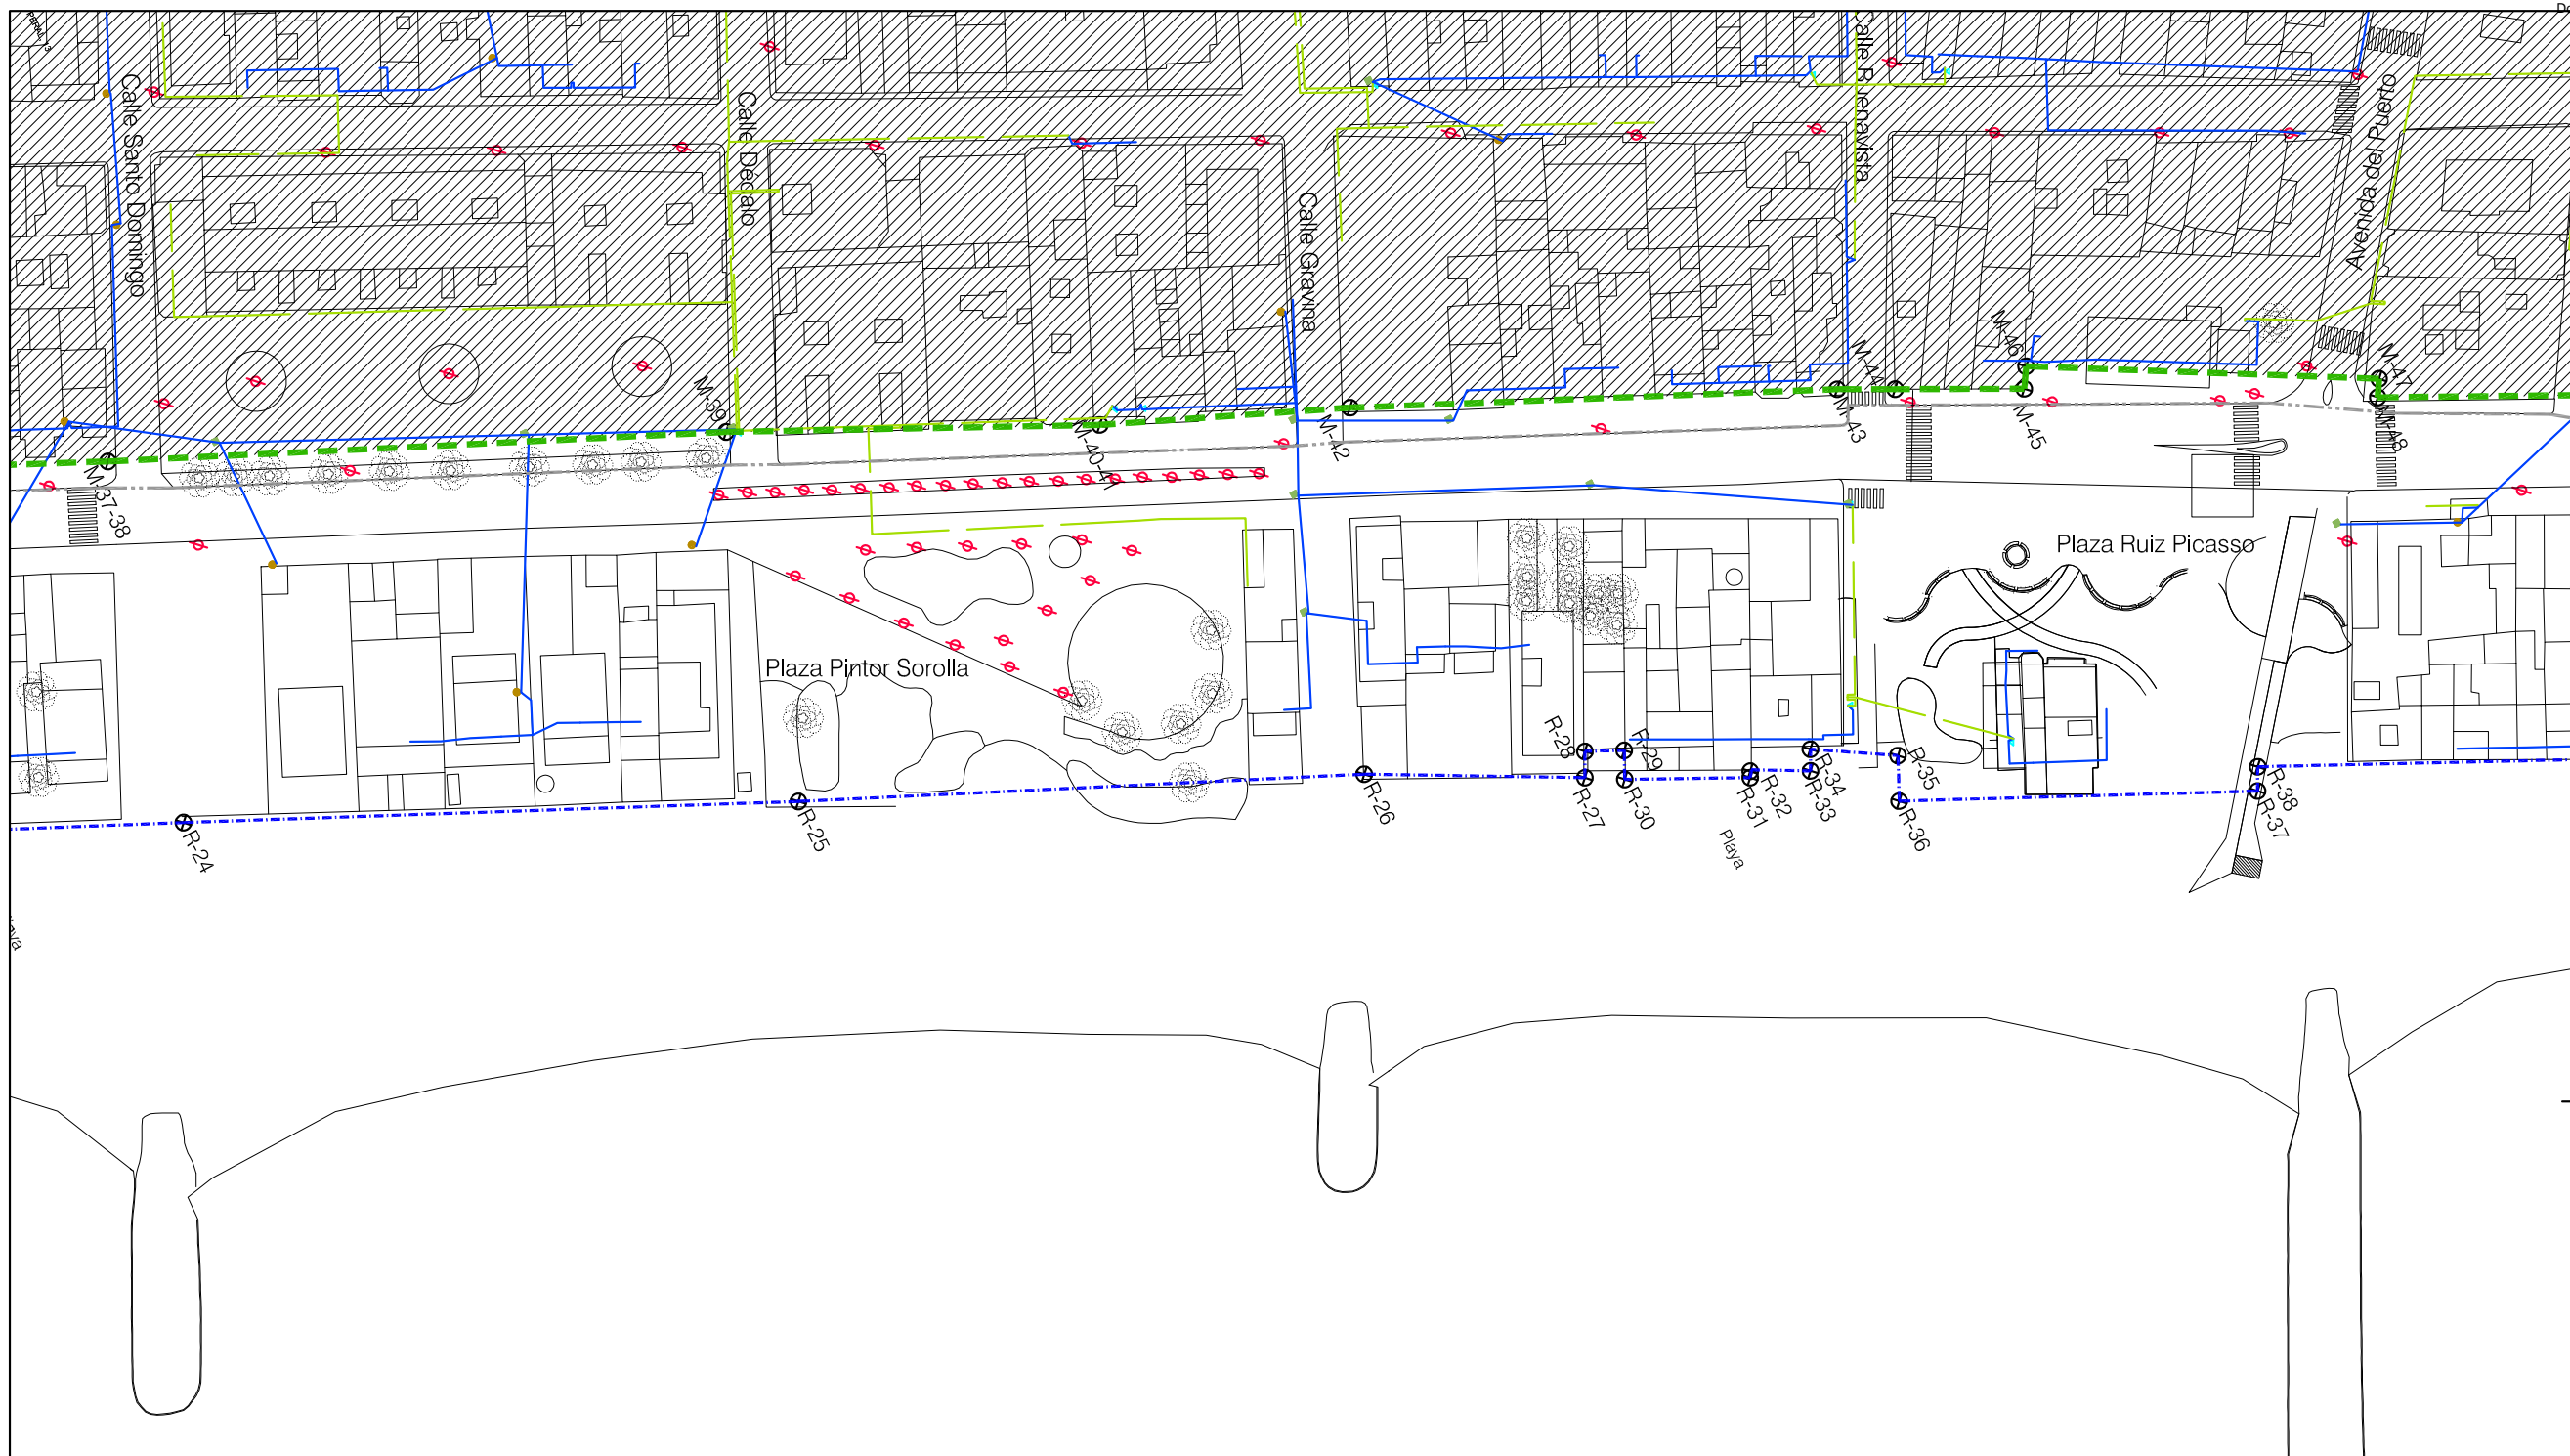 Calle Santo Domingo
Calle Décalo
Calle Gravina
Calle Buenavista
Avenida del Puerto
M-37-38
M-39
M-40-41
M-42
M-43
M-44
M-45
M-46
M-47
M-48
Plaza Ruiz Picasso
Plaza Pintor Sorolla
R-24
R-25
R-26
R-27
R-28
R-29
R-30
R-31
R-32
R-33
R-34
R-35
R-36
R-37
R-38
Playa